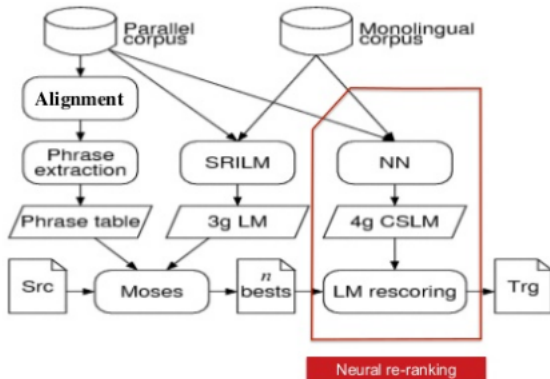 Parallel
corpus
Monolingual
corpus
Alignment
Phrase
extraction
SRILM
NN
Phrase table
3g LM
4g CSLM
Src
Moses
n
bests
LM rescoring
Trg
Neural re-ranking